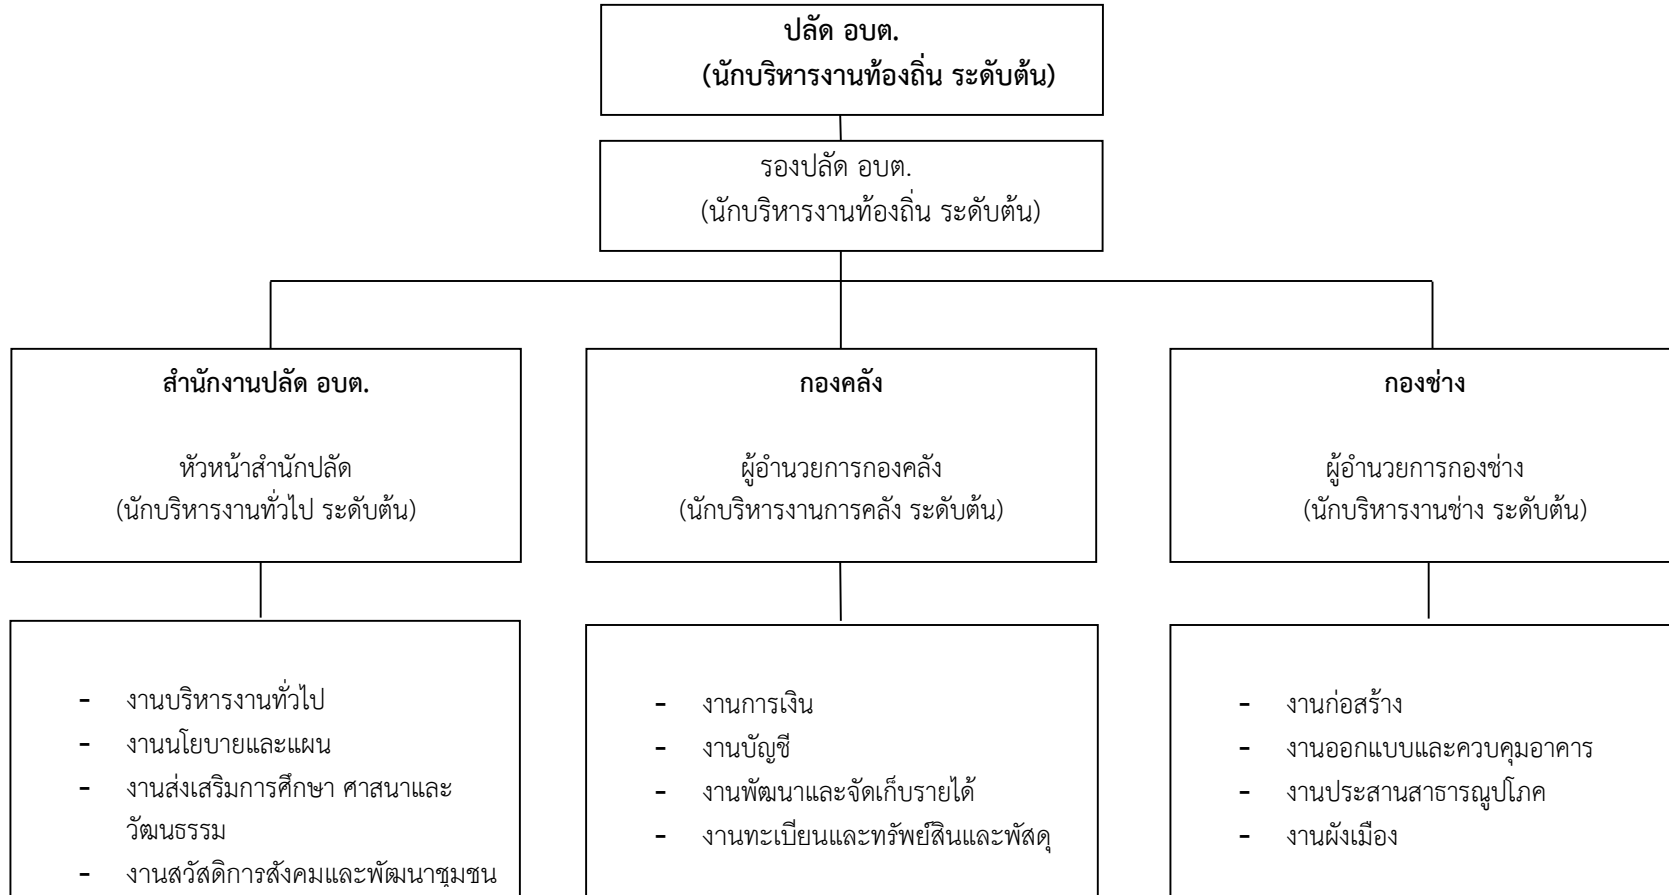 ปลัด อบต.
(นักบริหารงานท้องถิ่น ระดับต้น)
รองปลัด อบต.
(นักบริหารงานท้องถิ่น ระดับต้น)
สำนักงานปลัด อบต.
หัวหน้าสำนักปลัด
(นักบริหารงานทั่วไป ระดับต้น)
กองคลัง
ผู้อำนวยการกองคลัง
(นักบริหารงานการคลัง ระดับต้น)
กองช่าง
ผู้อำนวยการกองช่าง
(นักบริหารงานช่าง ระดับต้น)
- งานบริหารงานทั่วไป
- งานนโยบายและแผน
- งานส่งเสริมการศึกษา ศาสนาและ
วัฒนธรรม
- งานสวัสดิการสังคมและพัฒนาชุมชน
- งานการเงิน
- งานบัญชี
- งานพัฒนาและจัดเก็บรายได้
- งานทะเบียนและทรัพย์สินและพัสดุ
- งานก่อสร้าง
- งานออกแบบและควบคุมอาคาร
- งานประสานสาธารณูปโภค
- งานผังเมือง